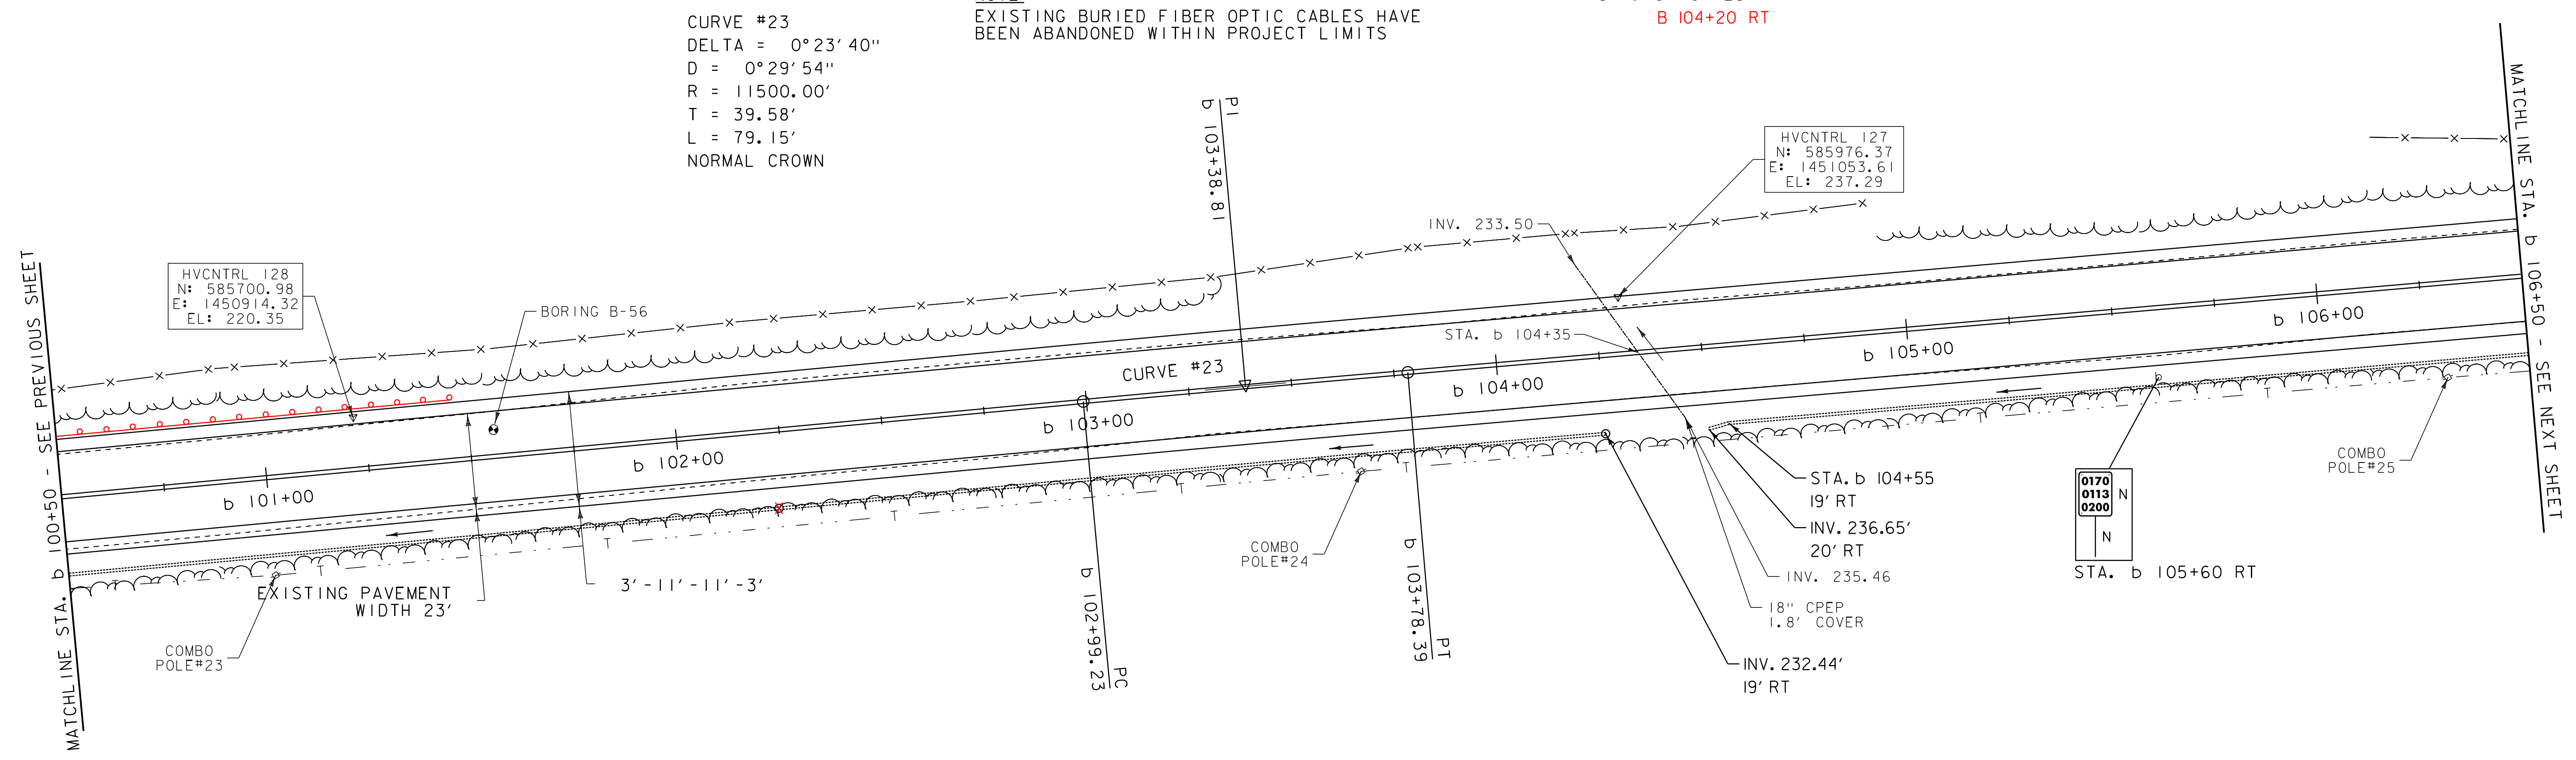 CURVE #23
DELTA = 0°23'40"
D = 0°29'54"
R = 11500.00'
T = 39.58'
L = 79.15'
NORMAL CROWN
EXISTING BURIED FIBER OPTIC CABLES HAVE
BEEN ABANDONED WITHIN PROJECT LIMITS
B 104+20 RT
MATCHLINE STA. b 100+50 - SEE PREVIOUS SHEET
HVCNTRL 128
N: 585700.98
E: 1450914.32
EL: 220.35
BORING B-56
PI
b 103+38.81
INV. 233.50
HVCNTRL 127
N: 585976.37
E: 1451053.61
EL: 237.29
MATCHLINE STA. b 106+50 - SEE NEXT SHEET
STA. b 104+35
CURVE #23
b 101+00
b 102+00
b 103+00
b 104+00
b 105+00
b 106+00
T
T
T
T
T
T
T
T
T
EXISTING PAVEMENT
WIDTH 23'
3'-11'-11'-3'
COMBO
POLE#23
COMBO
POLE#24
COMBO
POLE#25
b 102+99.23
PC
b 103+78.39
PT
STA. b 104+55
19' RT
INV. 236.65'
20' RT
INV. 235.46
18" CPEP
1.8' COVER
INV. 232.44'
19' RT
0170
0113
0200
N
N
STA. b 105+60 RT